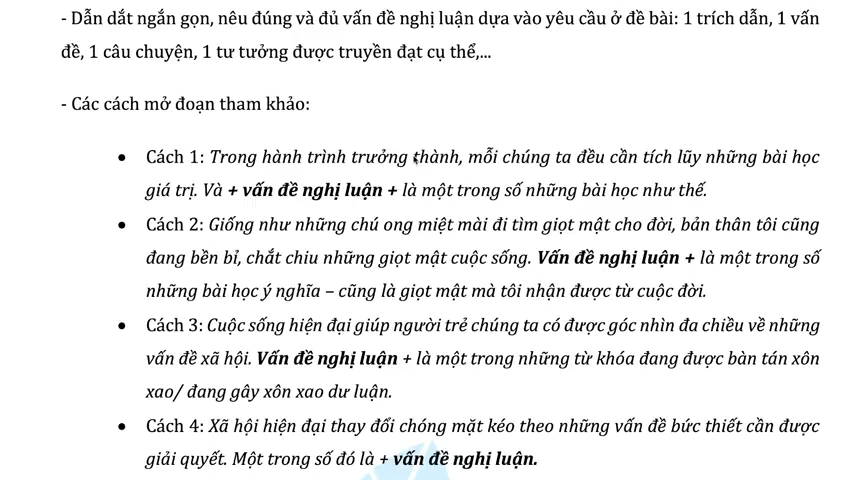 - Dẫn dắt ngắn gọn, nêu đúng và đủ vấn đề nghị luận dựa vào yêu cầu ở đề bài: 1 trích dẫn, 1 vấn
đề, 1 câu chuyện, 1 tư tưởng được truyền đạt cụ thể,...
- Các cách mở đoạn tham khảo:
• Cách 1: Trong hành trình trưởng thành, mỗi chúng ta đều cần tích lũy những bài học
giá trị. Và + vấn đề nghị luận + là một trong số những bài học như thế.
• Cách 2: Giống như những chú ong miệt mài đi tìm giọt mật cho đời, bản thân tôi cũng
đang bền bỉ, chắt chiu những giọt mật cuộc sống. Vấn đề nghị luận + là một trong số
những bài học ý nghĩa – cũng là giọt mật mà tôi nhận được từ cuộc đời.
• Cách 3: Cuộc sống hiện đại giúp người trẻ chúng ta có được góc nhìn đa chiều về những
vấn đề xã hội. Vấn đề nghị luận + là một trong những từ khóa đang được bàn tán xôn
xao/ đang gây xôn xao dư luận.
• Cách 4: Xã hội hiện đại thay đổi chóng mặt kéo theo những vấn đề bức thiết cần được
giải quyết. Một trong số đó là + vấn đề nghị luận.